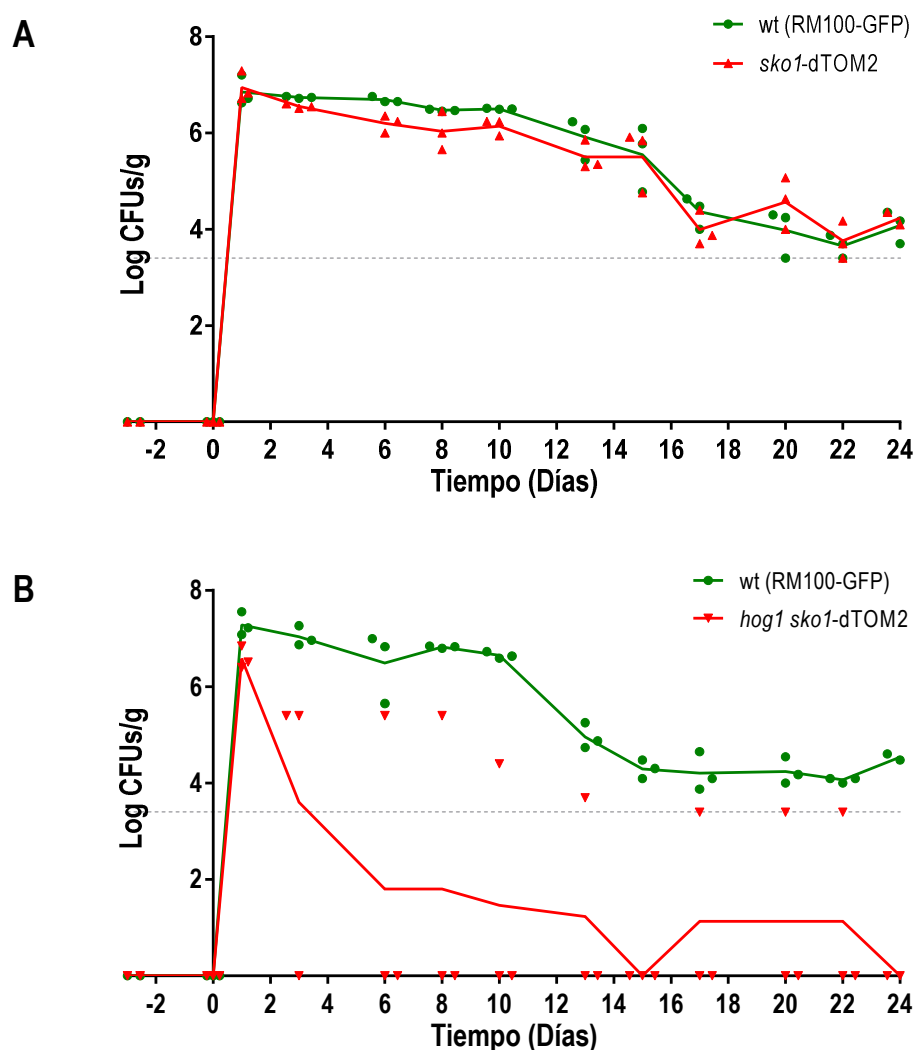 A
wt (RM100-GFP)
sko1-dTOM2
Log CFUs/g
8
6
4
2
-2 0 2 4 6 8 10 12 14 16 18 20 22 24
Tiempo (Días)
B
wt (RM100-GFP)
hog1 sko1-dTOM2
Log CFUs/g
8
6
4
2
-2 0 2 4 6 8 10 12 14 16 18 20 22 24
Tiempo (Días)